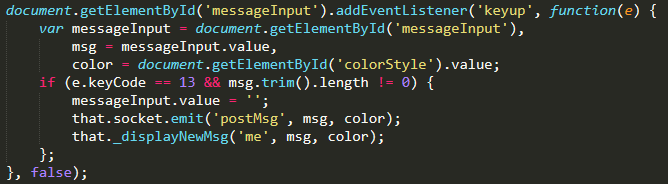 document.getElementById('messageInput').addEventListener('keyup', function(e) {
    var messageInput = document.getElementById('messageInput'),
        msg = messageInput.value,
        color = document.getElementById('colorStyle').value;
    if (e.keyCode == 13 && msg.trim().length != 0) {
        messageInput.value = '';
        that.socket.emit('postMsg', msg, color);
        that._displayNewMsg('me', msg, color);
    };
}, false);